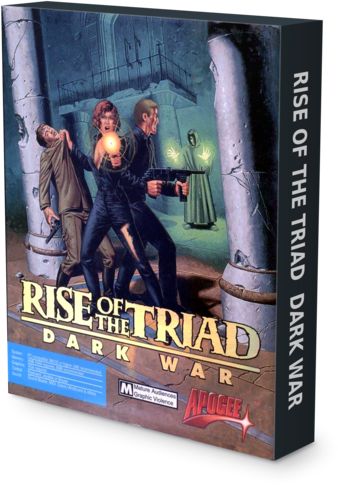 RISE OF
THE TRIAD
DARK WAR
M Mature Audiences
Graphic Violence
APOGEE
RISE OF THE TRIAD DARK WAR